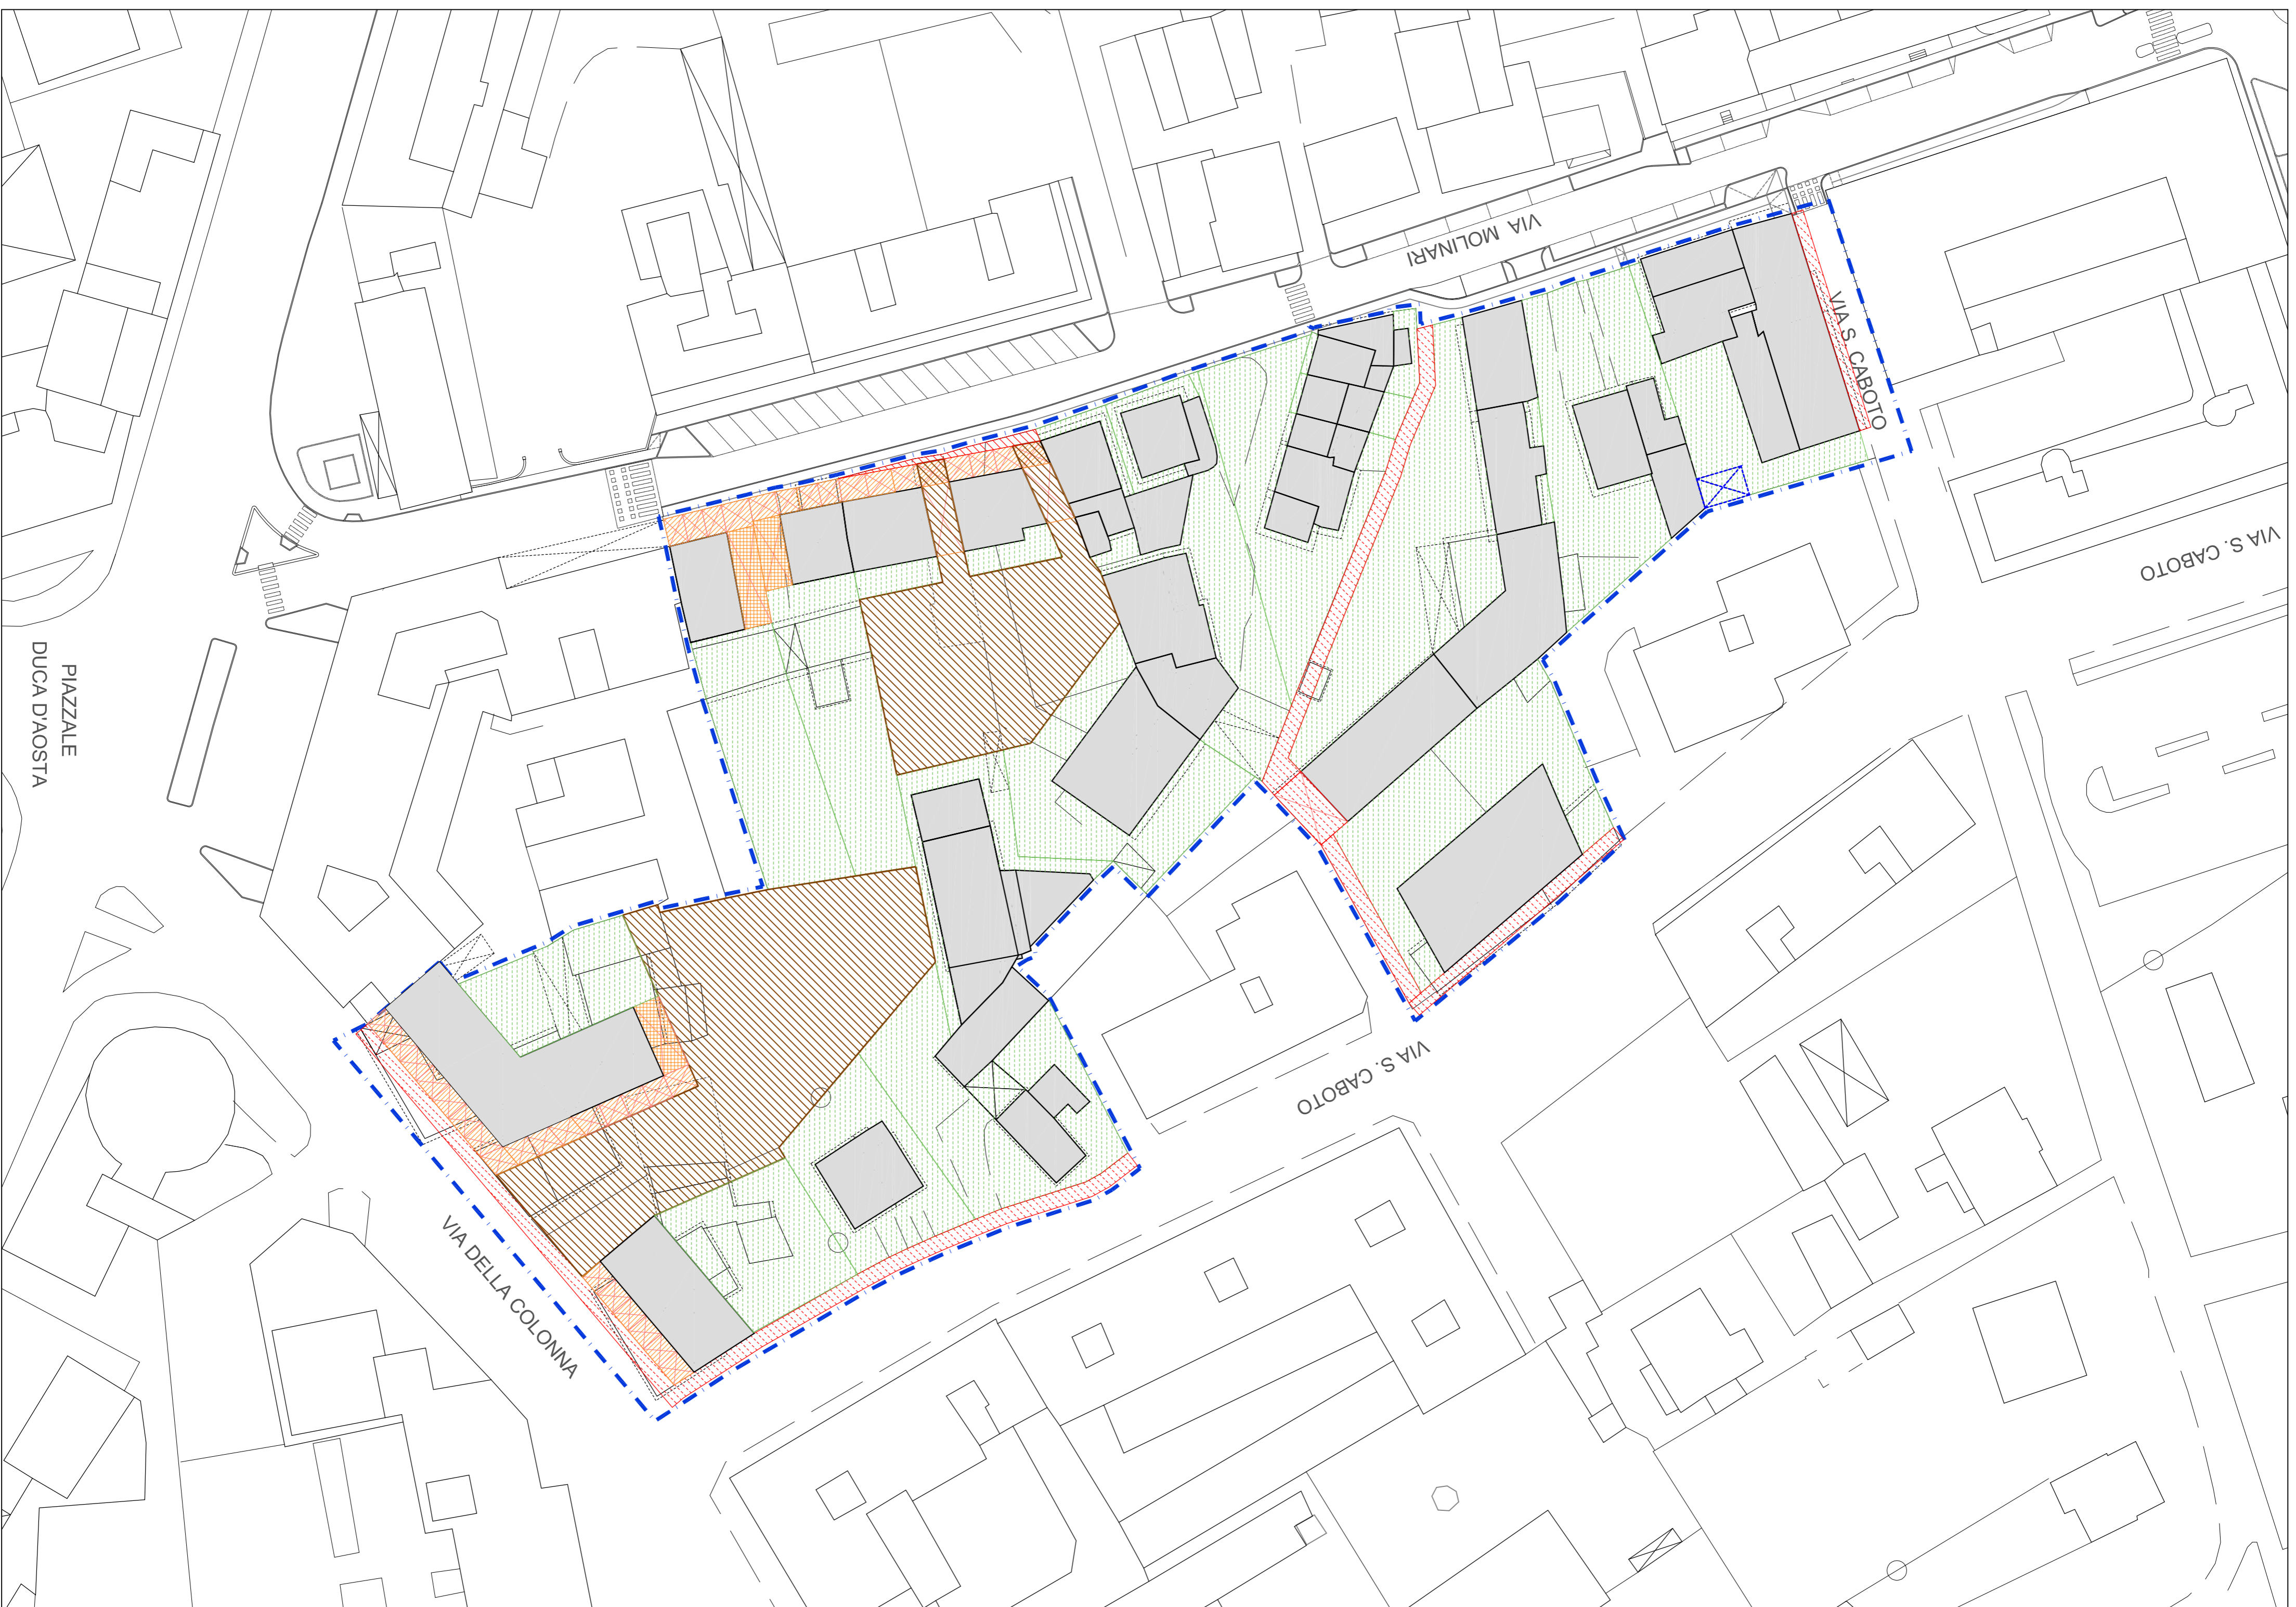 VIA MOLINARI
VIA S. CABOTO
VIA S. CABOTO
PIAZZALE
DUCA D'AOSTA
VIA S. CABOTO
VIA DELLA COLONNA